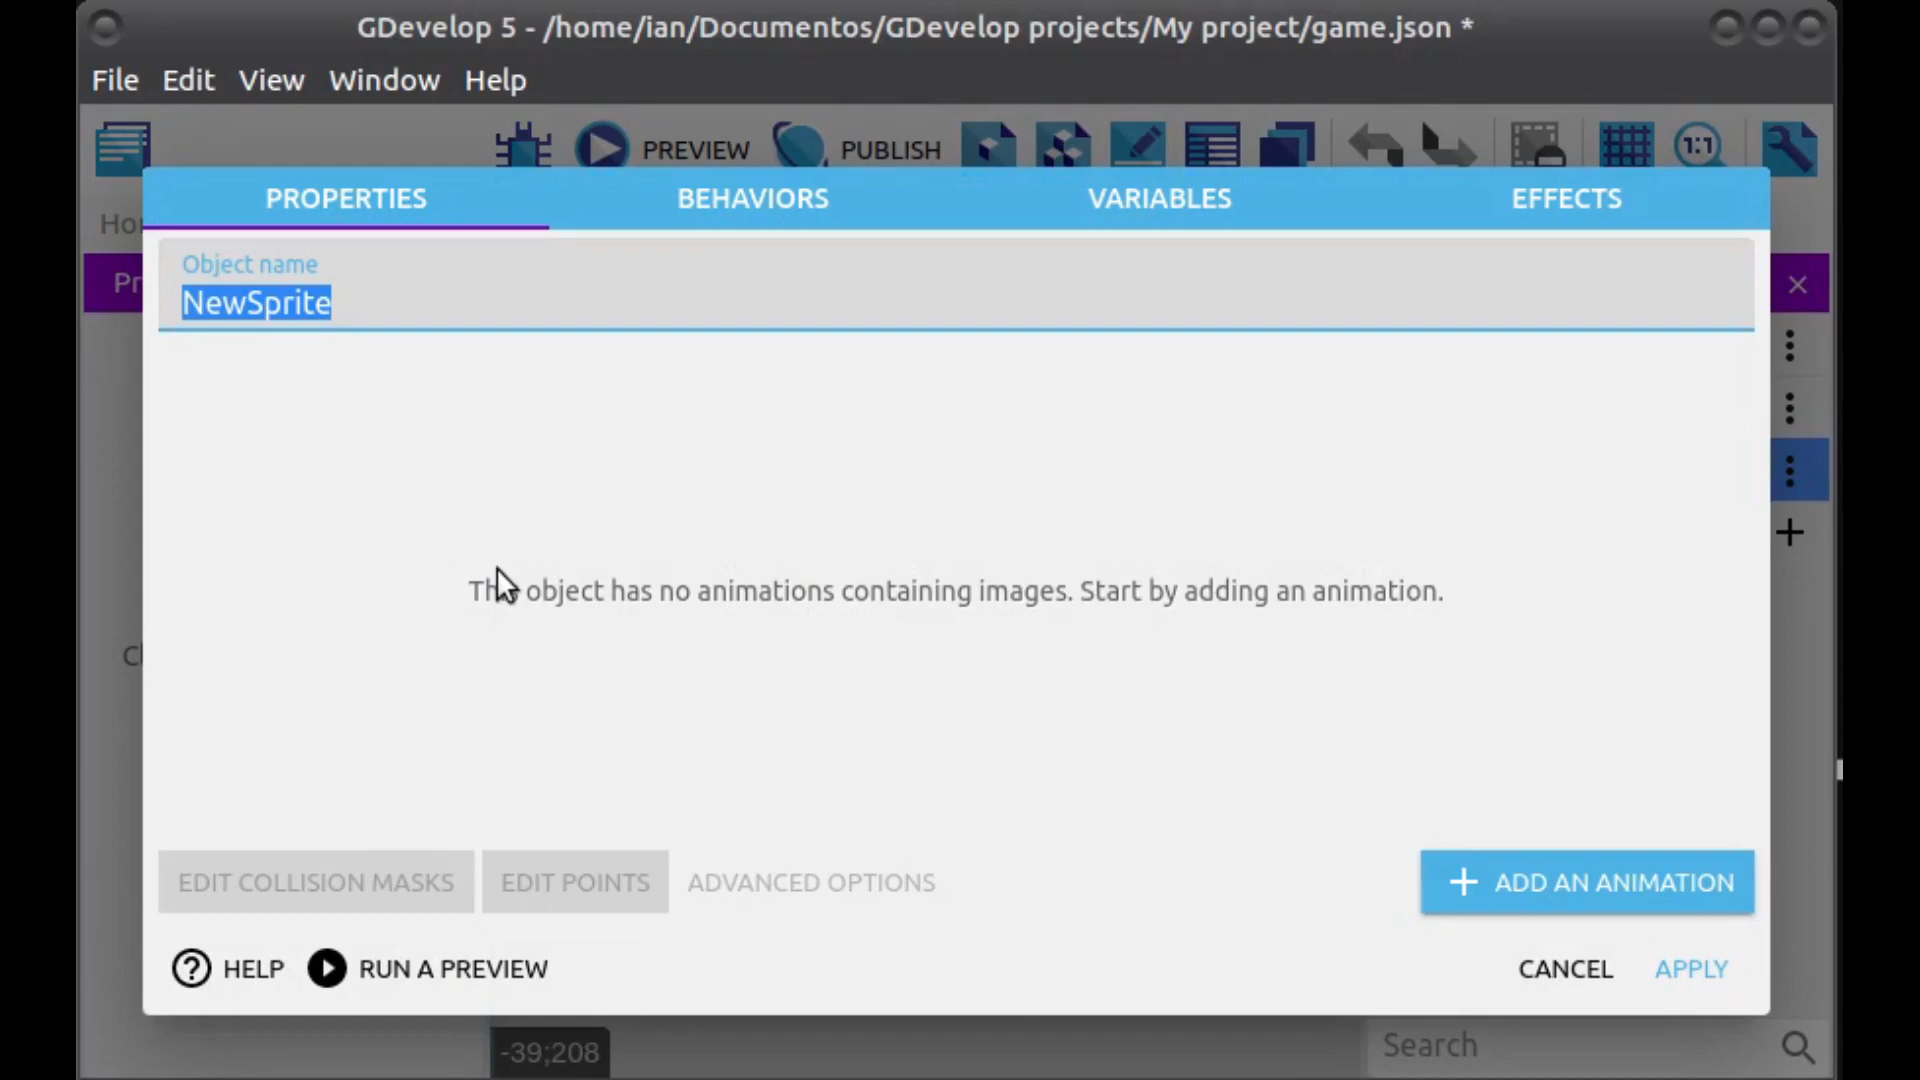 GDevelop 5 - /home/ian/Documentos/GDevelop projects/My project/game.json *
File Edit View Window Help
PREVIEW PUBLISH 1:1
PROPERTIES BEHAVIORS VARIABLES EFFECTS
Object name
NewSprite
object has no animations containing images. Start by adding an animation.
EDIT COLLISION MASKS EDIT POINTS ADVANCED OPTIONS + ADD AN ANIMATION
? HELP RUN A PREVIEW CANCEL APPLY
-39;208
Search